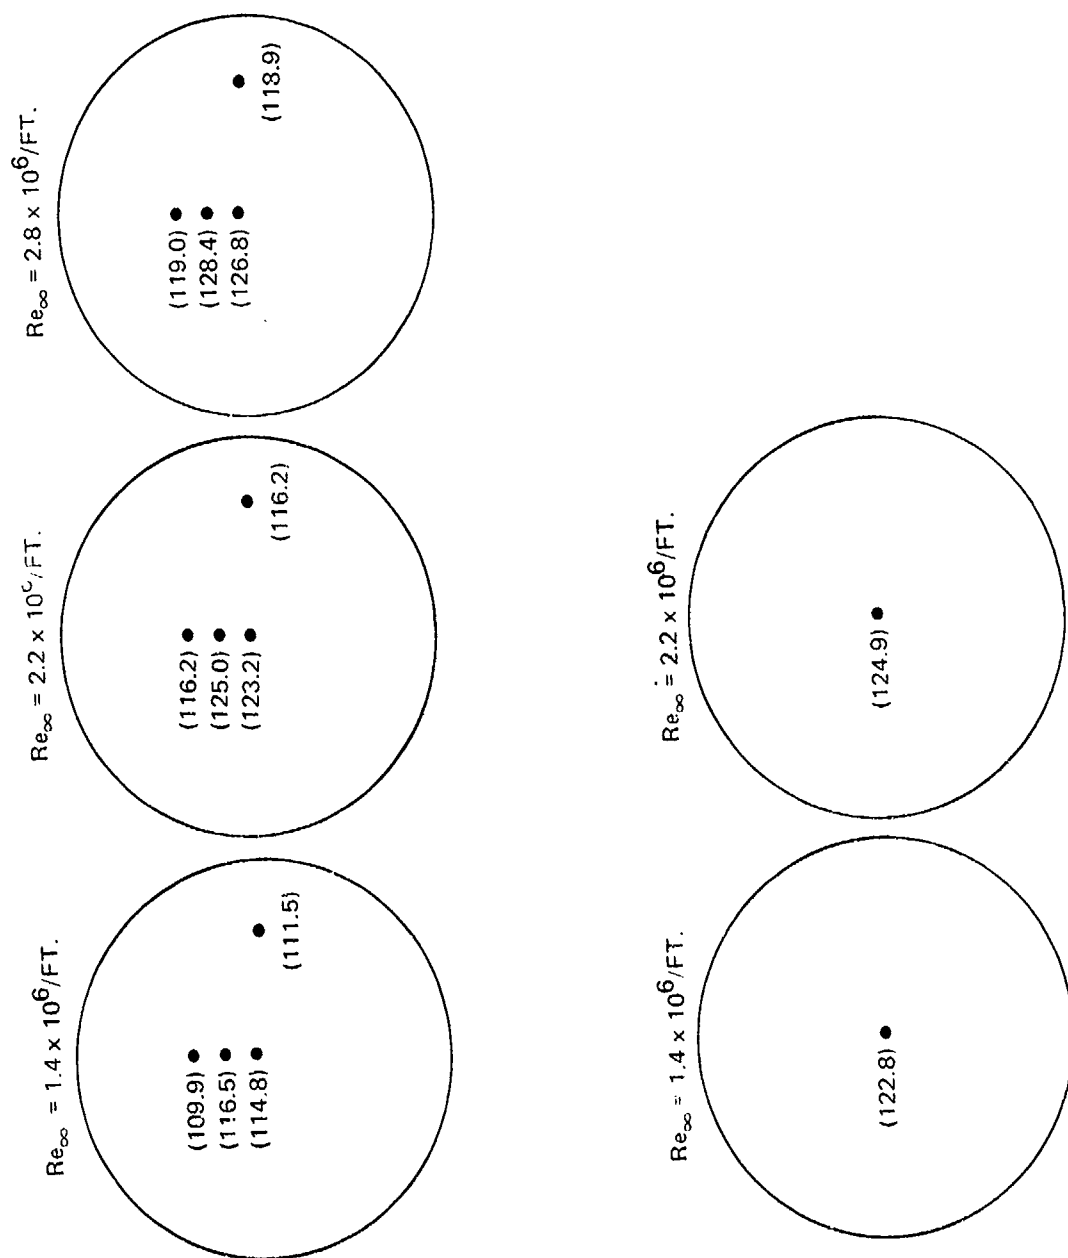 Re∞ = 1.4 x 10⁶/FT.
(109.9)
(116.5)
(114.8)
(111.5)
Re∞ = 2.2 x 10⁶/FT.
(116.2)
(125.0)
(123.2)
(116.2)
Re∞ = 2.8 x 10⁶/FT.
(119.0)
(128.4)
(126.8)
(118.9)
Re∞ = 1.4 x 10⁶/FT.
(122.8)
Re∞ = 2.2 x 10⁶/FT.
(124.9)